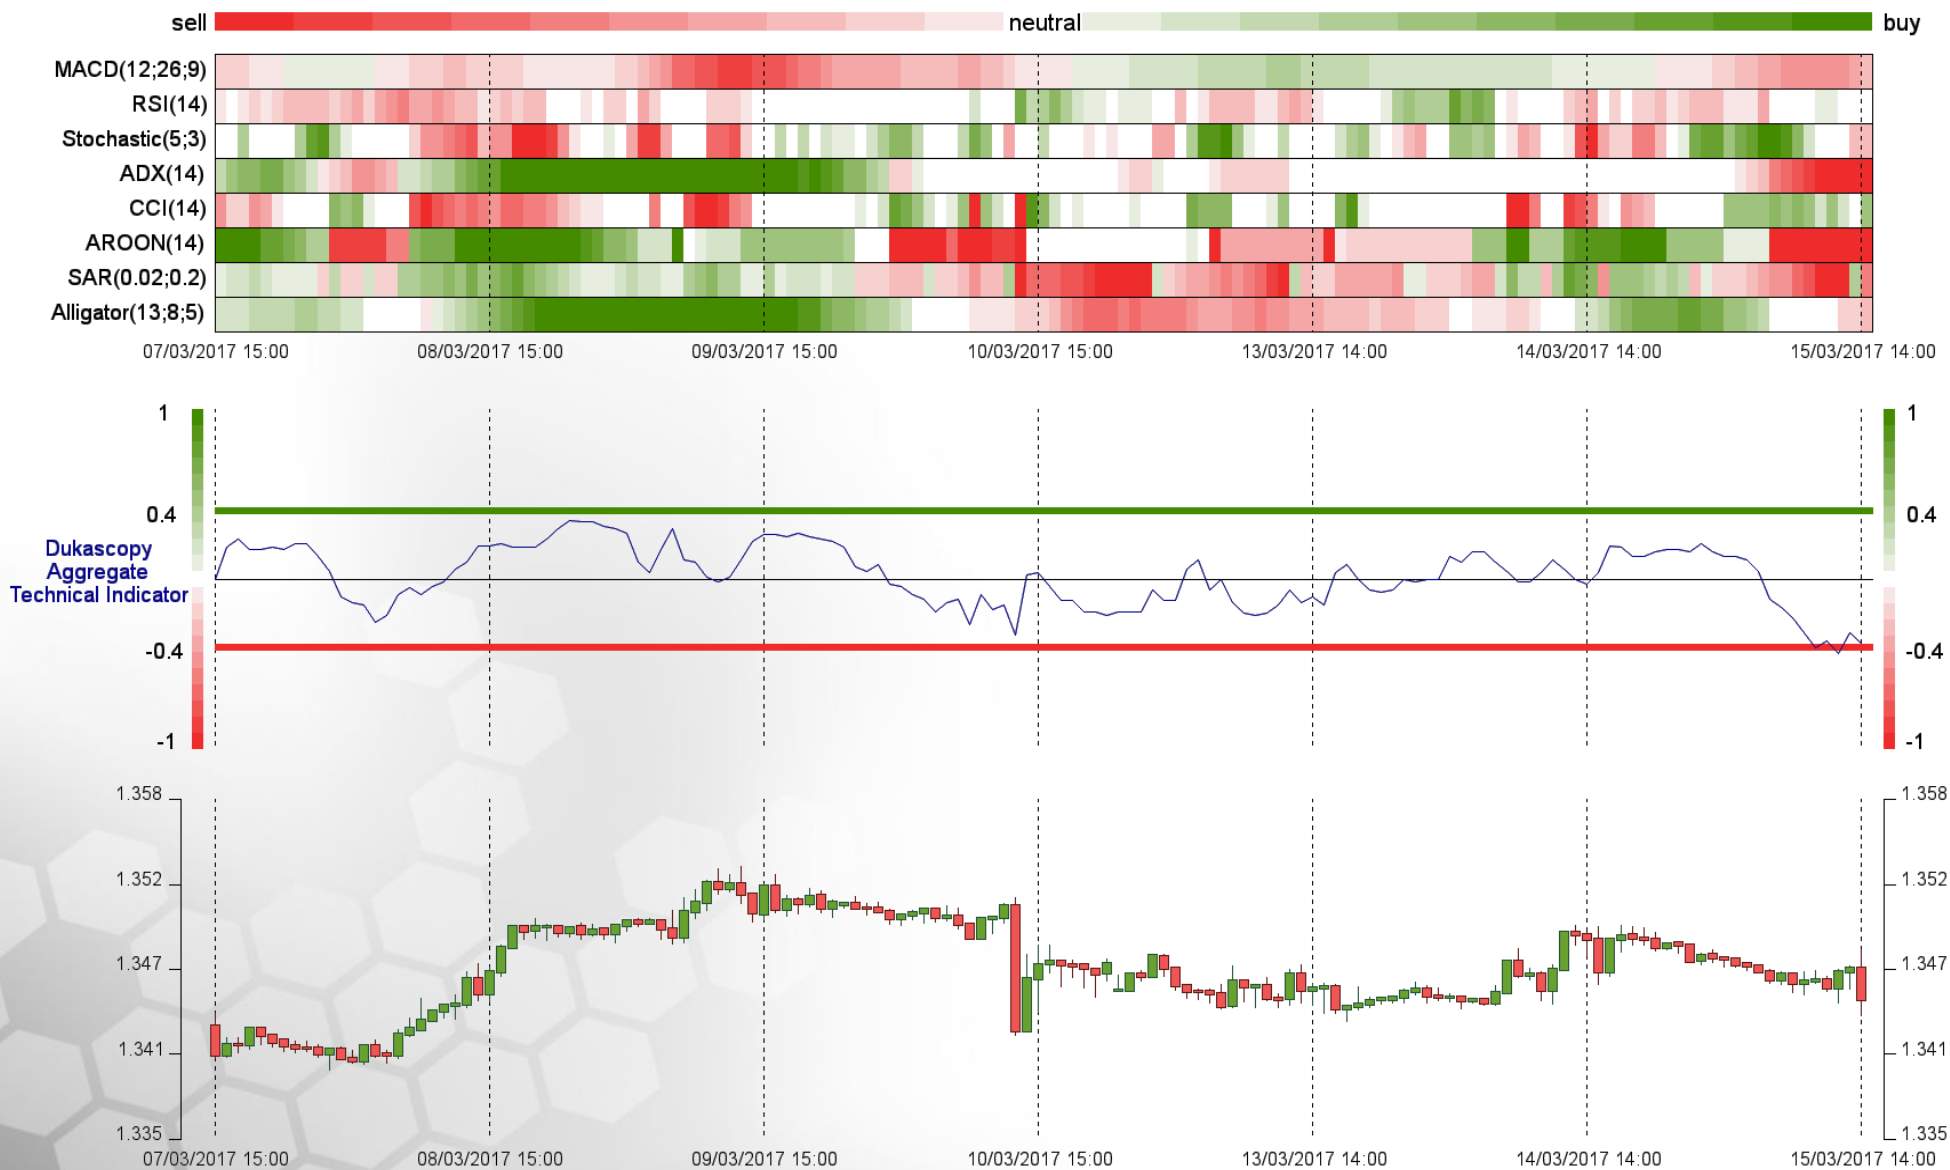 sell neutral buy
MACD(12;26;9)
RSI(14)
Stochastic(5;3)
ADX(14)
CCI(14)
AROON(14)
SAR(0.02;0.2)
Alligator(13;8;5)
07/03/2017 15:00 08/03/2017 15:00 09/03/2017 15:00 10/03/2017 15:00 13/03/2017 14:00 14/03/2017 14:00 15/03/2017 14:00
1 1
0.4 0.4
Dukascopy
Aggregate
Technical Indicator
-0.4 -0.4
-1 -1
1.358 1.358
1.352 1.352
1.347 1.347
1.341 1.341
1.335 1.335
07/03/2017 15:00 08/03/2017 15:00 09/03/2017 15:00 10/03/2017 15:00 13/03/2017 14:00 14/03/2017 14:00 15/03/2017 14:00